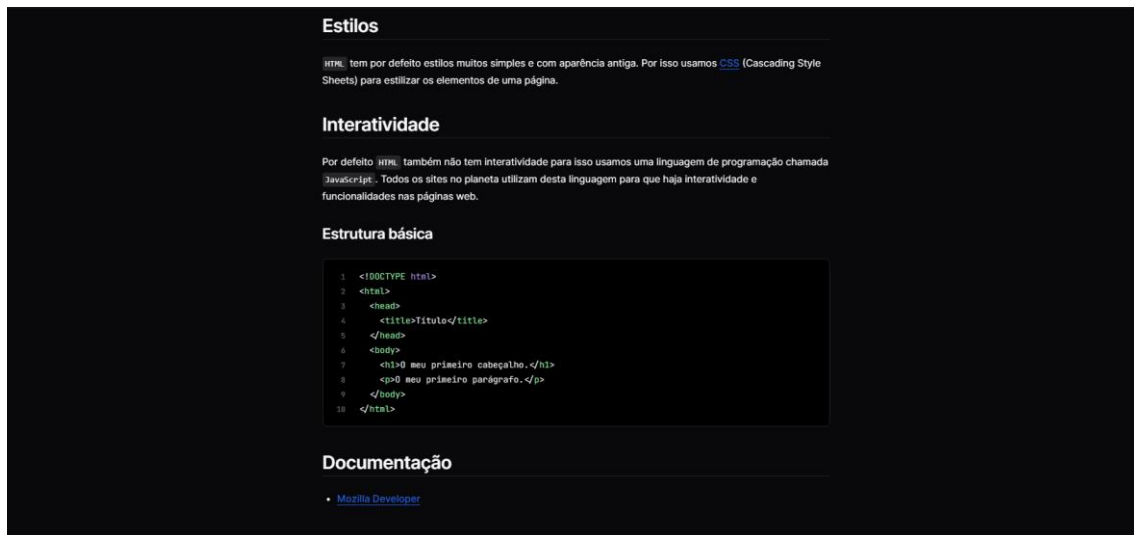 Estilos
HTML tem por defeito estilos muitos simples e com aparência antiga. Por isso usamos CSS (Cascading Style
Sheets) para estilizar os elementos de uma página.
Interatividade
Por defeito HTML também não tem interatividade para isso usamos uma linguagem de programação chamada
JavaScript. Todos os sites no planeta utilizam desta linguagem para que haja interatividade e
funcionalidades nas páginas web.
Estrutura básica
1 <!DOCTYPE html>
2 <html>
3 <head>
4 <title>Título</title>
5 </head>
6 <body>
7 <h1>O meu primeiro cabeçalho.</h1>
8 <p>O meu primeiro parágrafo.</p>
9 </body>
10 </html>
Documentação
• Mozilla Developer